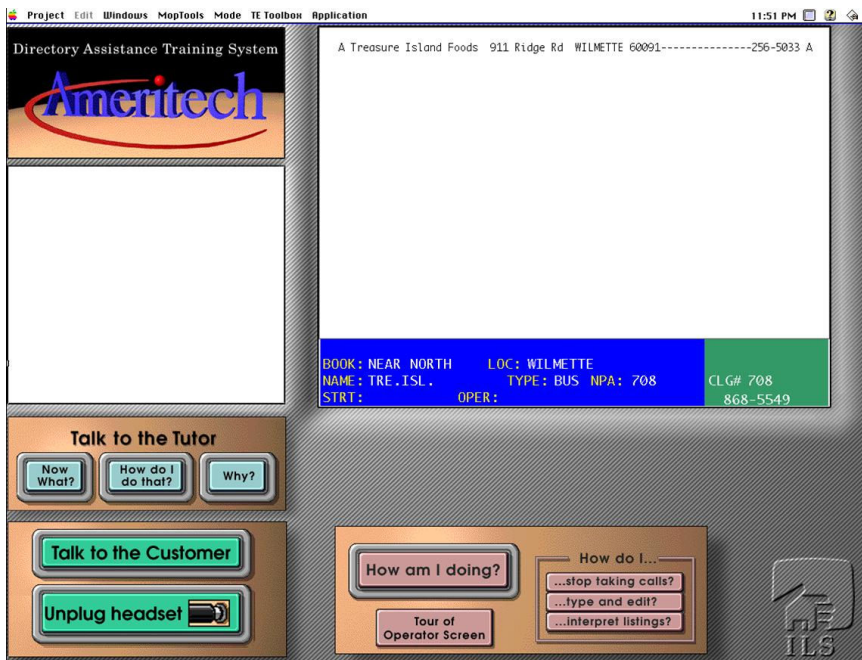 Project Edit Windows MopTools Mode TE Toolbox Application 11:51 PM
Directory Assistance Training System
Ameritech
A Treasure Island Foods 911 Ridge Rd WILMETTE 60091---------------256-5033 A
BOOK: NEAR NORTH LOC: WILMETTE
NAME: TRE.ISL. TYPE: BUS NPA: 708 CLG# 708
STRT: OPER: 868-5549
Talk to the Tutor
Now What?
How do I do that?
Why?
Talk to the Customer
Unplug headset
How am I doing?
Tour of
Operator Screen
How do I...
...stop taking calls?
...type and edit?
...interpret listings?
ILS